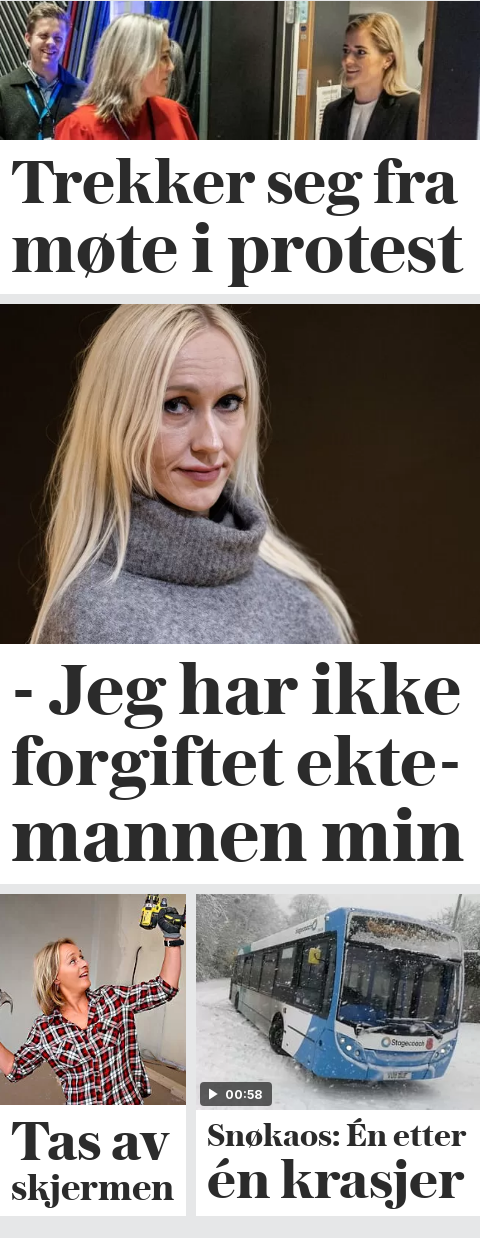 Trekker seg fra
møte i protest
- Jeg har ikke
forgiftet ekte-
mannen min
Tas av
skjermen
Stagecoach
Stagecoach
00:58
Snøkaos: Én etter
én krasjer